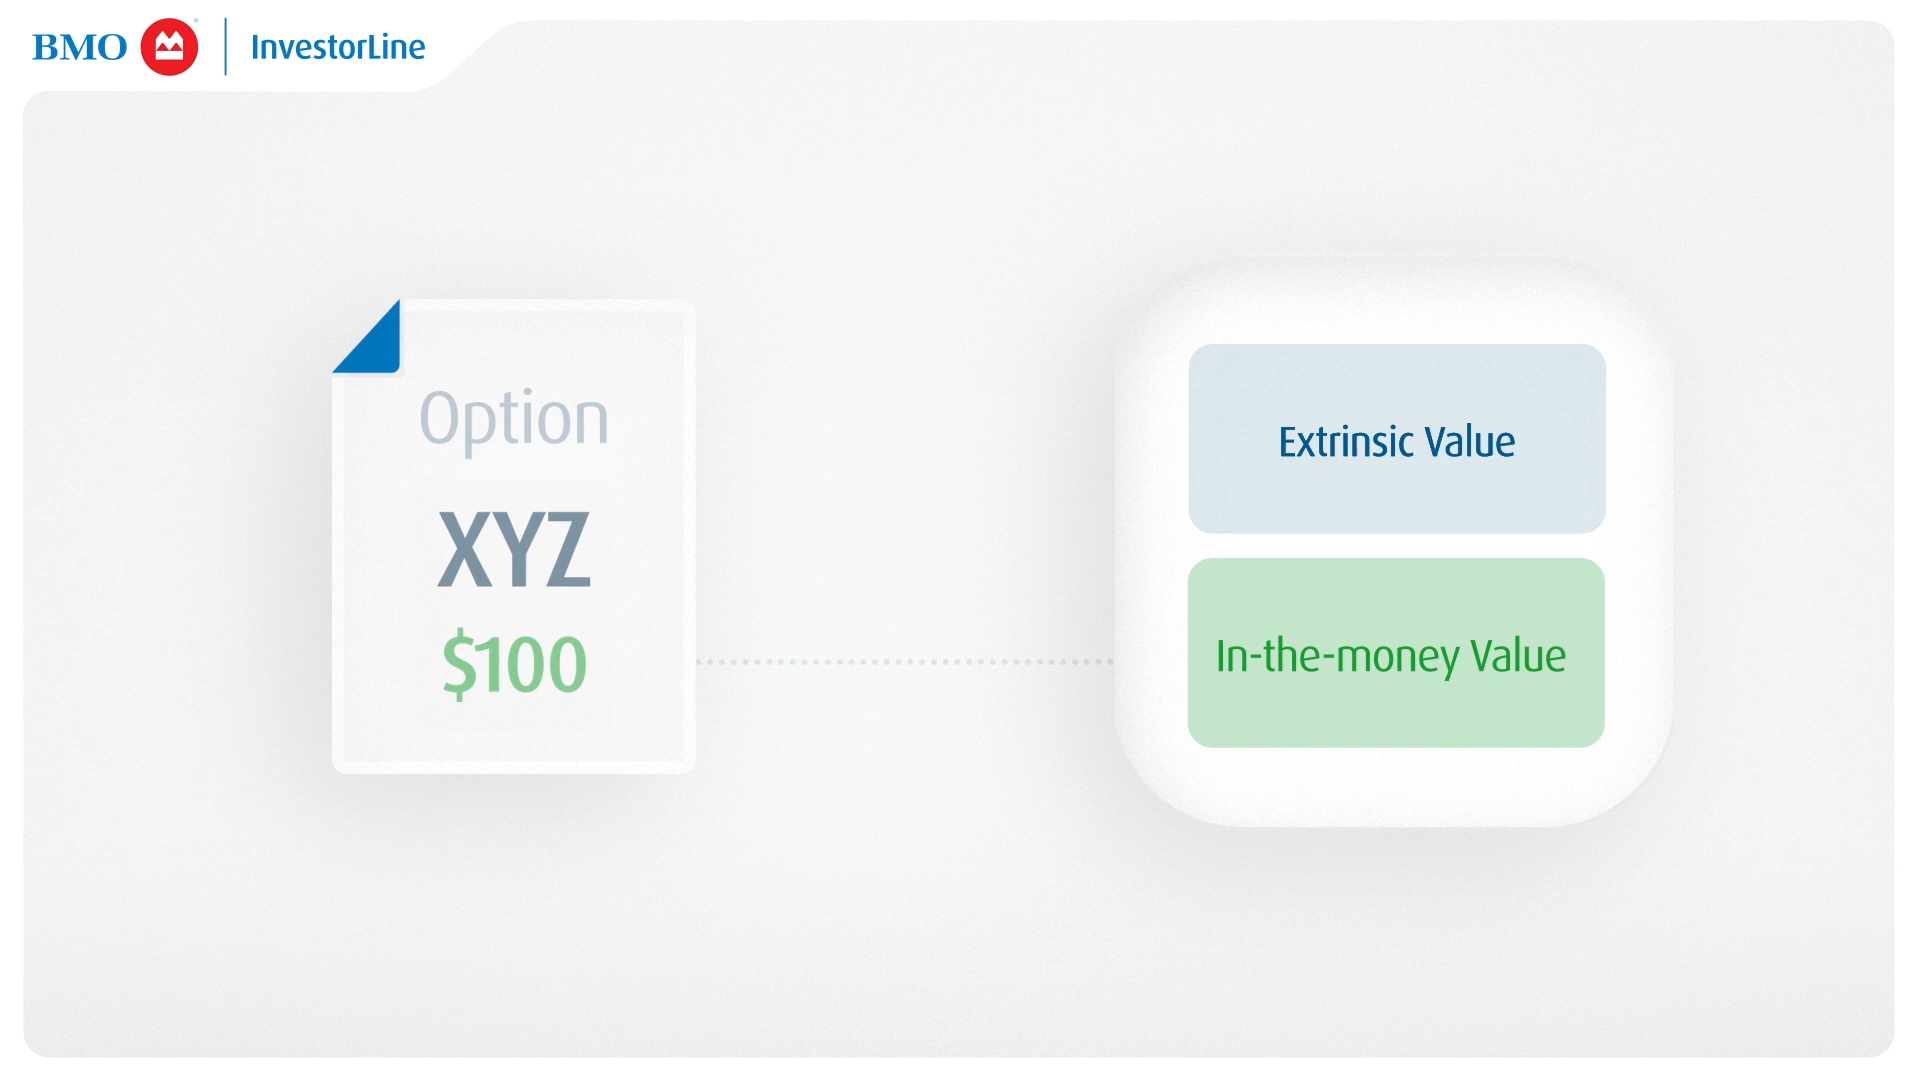 BMO InvestorLine
Option
XYZ
$100
Extrinsic Value
In-the-money Value